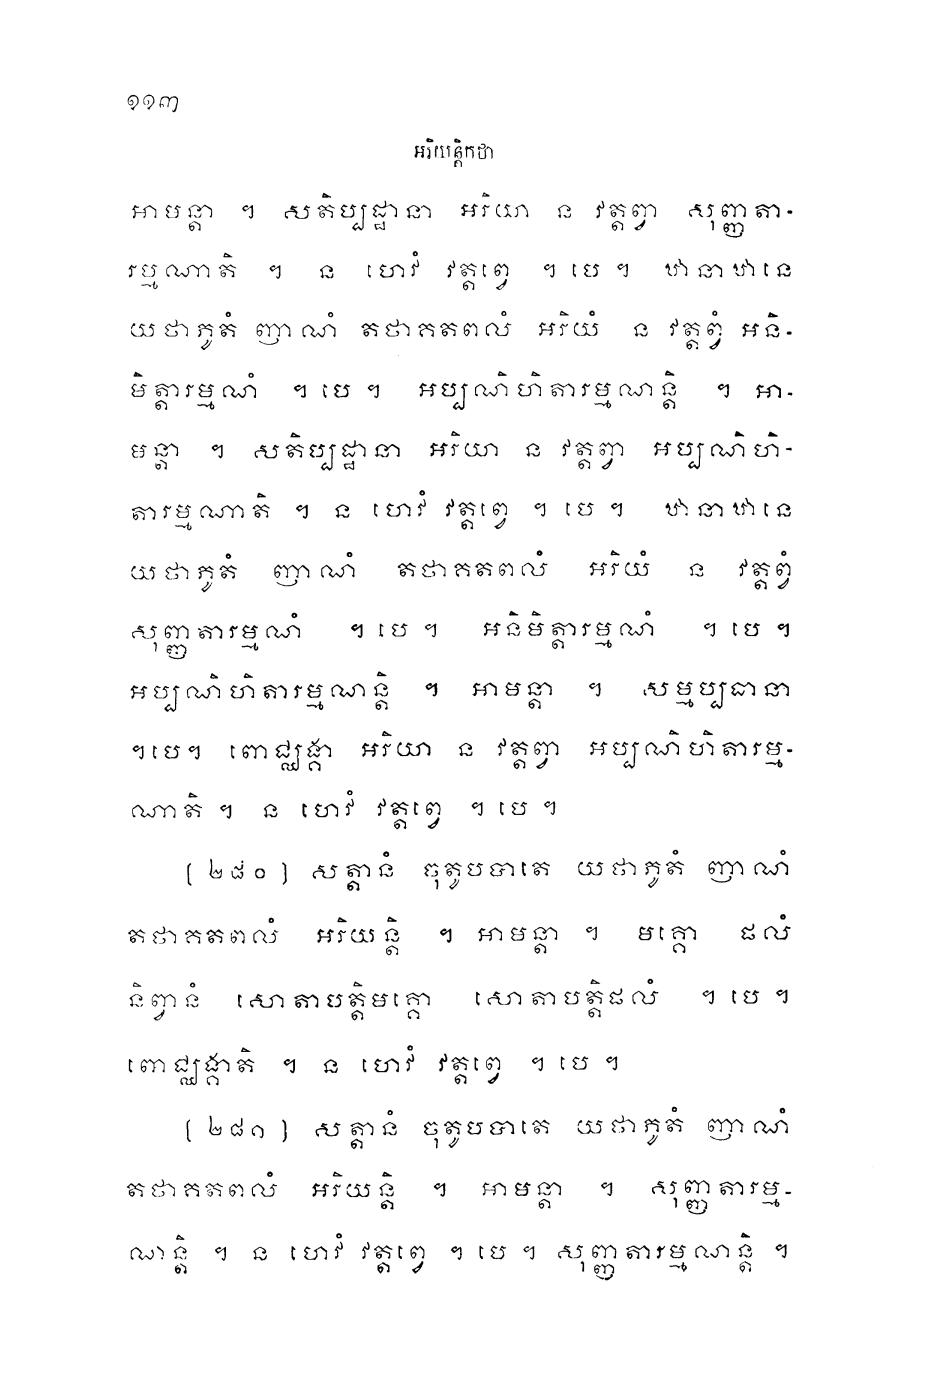 ១១៣
អរិយន្តិកថា
អាមន្តា ។ សតិប្បដ្ឋានា អរិយា ន វត្តព្វា សុញ្ញតា-
រម្មណាតិ ។ ន ហេវំ វត្តព្វេ ។ បេ ។ ឋានាឋានេ
យថាភូតំ ញាណំ តថាគតពលំ អរិយំ ន វត្តព្វំ អនិ-
មិត្តារម្មណំ ។ បេ ។ អប្បណិហិតារម្មណន្តិ ។ អា-
មន្តា ។ សតិប្បដ្ឋានា អរិយា ន វត្តព្វា អប្បណិហិ-
តារម្មណាតិ ។ ន ហេវំ វត្តព្វេ ។ បេ ។ ឋានាឋានេ
យថាភូតំ ញាណំ តថាគតពលំ អរិយំ ន វត្តព្វំ
សុញ្ញតារម្មណំ ។ បេ ។ អនិមិត្តារម្មណំ ។ បេ ។
អប្បណិហិតារម្មណន្តិ ។ អាមន្តា ។ សម្មប្បធានា
។ បេ ។ ពោជ្ឈង្គា អរិយា ន វត្តព្វា អប្បណិហិតារម្ម-
ណាតិ ។ ន ហេវំ វត្តព្វេ ។ បេ ។
[ ២៨០ ] សត្តានំ ចុតូបបាតេ យថាភូតំ ញាណំ
តថាគតពលំ អរិយន្តិ ។ អាមន្តា ។ មគ្គោ ផលំ
និព្វានំ សោតាបត្តិមគ្គោ សោតាបត្តិផលំ ។ បេ ។
ពោជ្ឈង្គាតិ ។ ន ហេវំ វត្តព្វេ ។ បេ ។
[ ២៨១ ] សត្តានំ ចុតូបបាតេ យថាភូតំ ញាណំ
តថាគតពលំ អរិយន្តិ ។ អាមន្តា ។ សុញ្ញតារម្ម-
ណន្តិ ។ ន ហេវំ វត្តព្វេ ។ បេ ។ សុញ្ញតារម្មណន្តិ ។